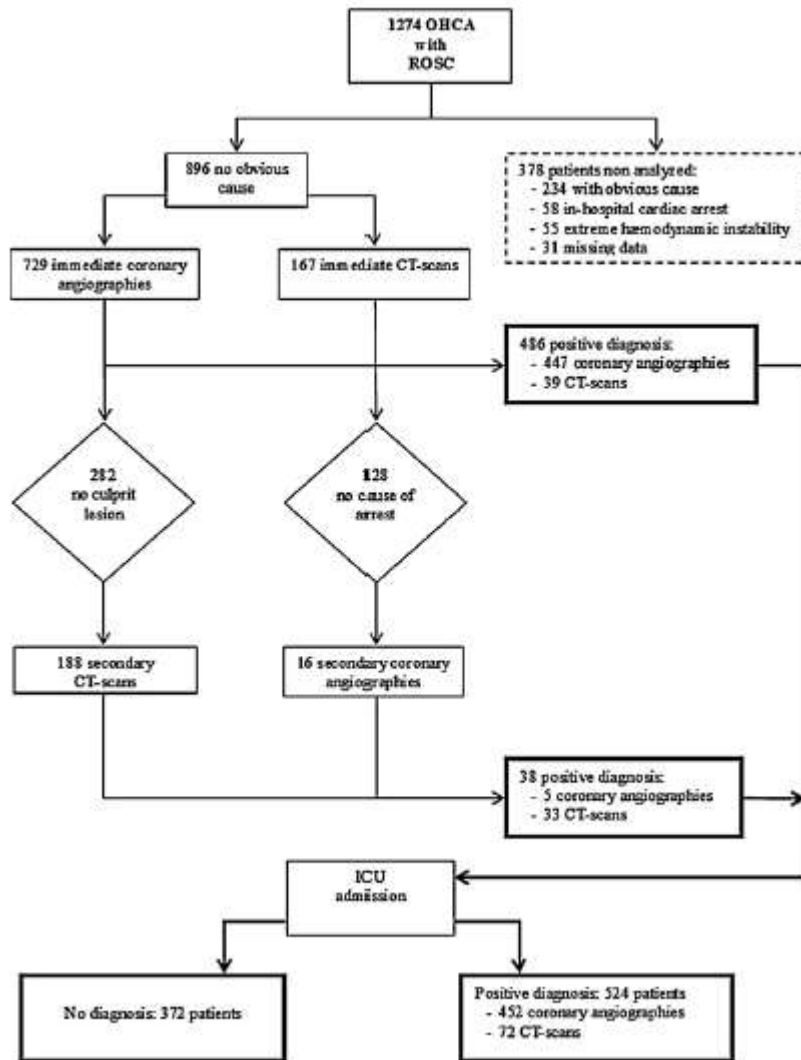 1274 OHCA
with
ROSC
896 no obvious
cause
378 patients non analyzed:
- 234 with obvious cause
- 58 in-hospital cardiac arrest
- 55 extreme hæmodynamic instability
- 31 missing data
729 immediate coronary
angiographies
167 immediate CT-scans
486 positive diagnosis:
- 447 coronary angiographies
- 39 CT-scans
282
no culprit
lesion
128
no cause of
arrest
188 secondary
CT-scans
16 secondary coronary
angiographies
38 positive diagnosis:
- 5 coronary angiographies
- 33 CT-scans
ICU
admission
No diagnosis: 372 patients
Positive diagnosis: 524 patients
- 452 coronary angiographies
- 72 CT-scans